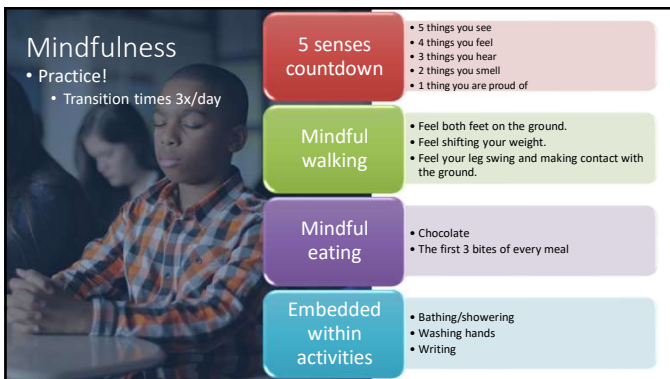 Mindfulness
• Practice!
• Transition times 3x/day
5 senses
countdown
• 5 things you see
• 4 things you feel
• 3 things you hear
• 2 things you smell
• 1 thing you are proud of
Mindful
walking
• Feel both feet on the ground.
• Feel shifting your weight.
• Feel your leg swing and making contact with
the ground.
Mindful
eating
• Chocolate
• The first 3 bites of every meal
Embedded
within
activities
• Bathing/showering
• Washing hands
• Writing